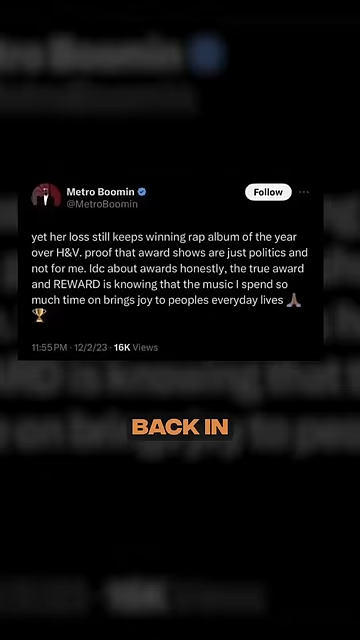 Metro Boomin
@MetroBoomin
Follow
yet her loss still keeps winning rap album of the year
over H&V. proof that award shows are just politics and
not for me. Idc about awards honestly, the true award
and REWARD is knowing that the music I spend so
much time on brings joy to peoples everyday lives 🙏🏽
🏆
11:55 PM · 12/2/23 · 16K Views
BACK IN